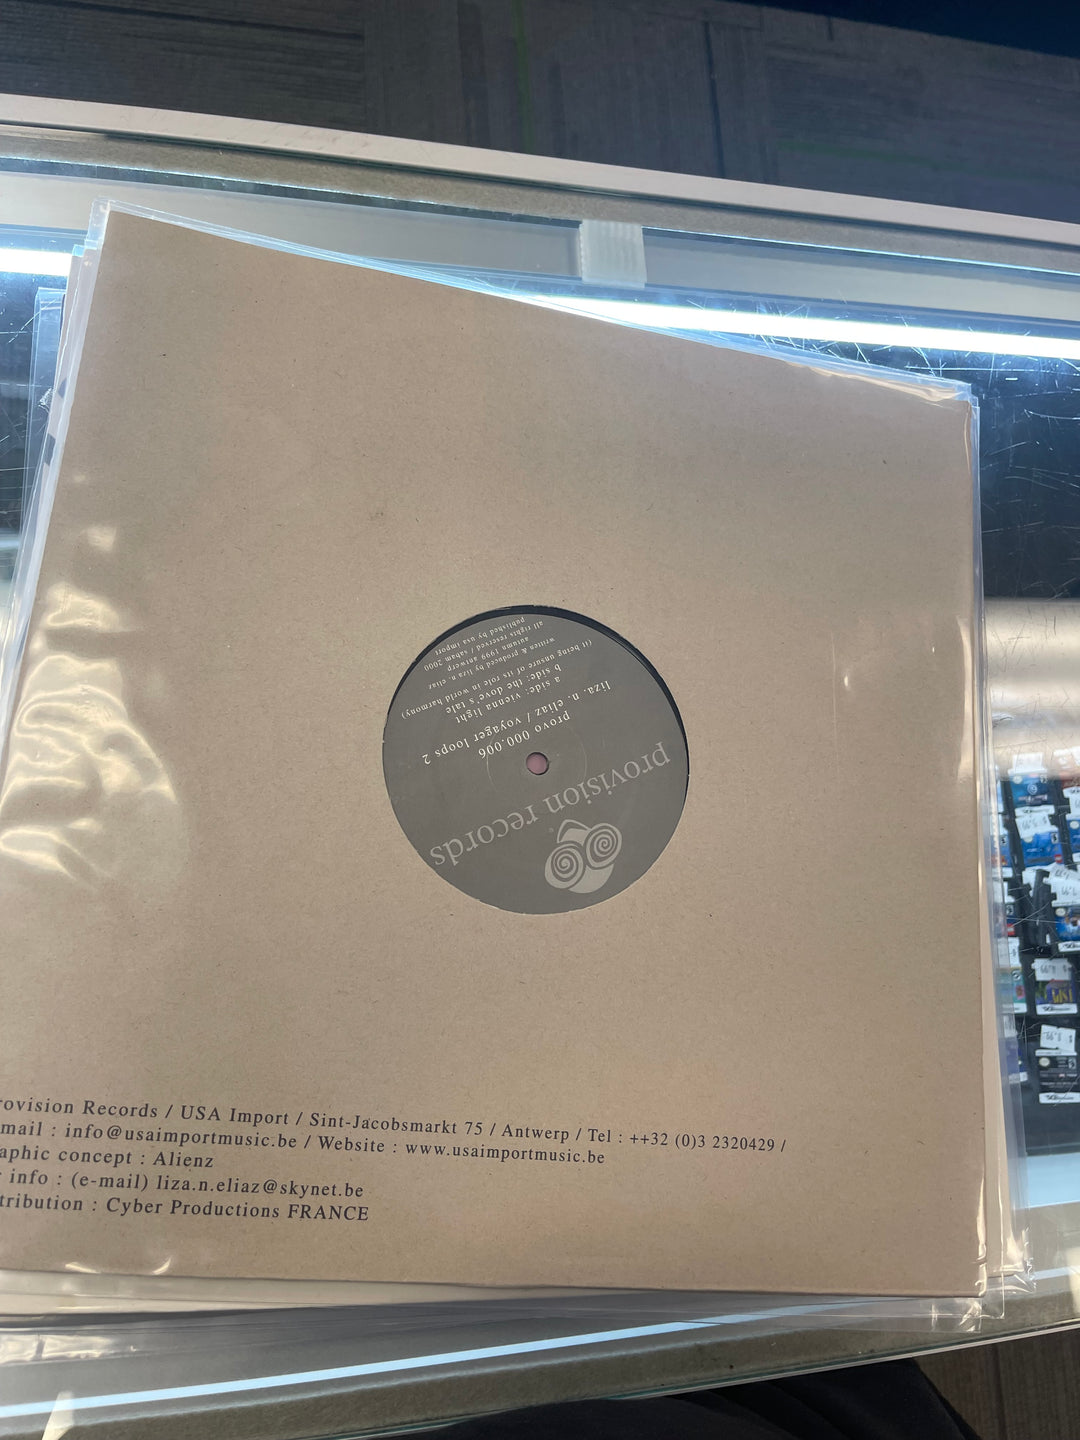 provision records
provo 000.006
liza. n. eliaz / voyager loops 2
a side: vienna light
b side: the dove's tale
(it being unsure of its role in world harmony)
written & produced by liza .n. eliaz
autumn 1999 antwerp
all rights reserved / sabam 2000
published by usa import
rovision Records / USA Import / Sint-Jacobsmarkt 75 / Antwerp / Tel : ++32 (0)3 2320429 /
mail : info@usaimportmusic.be / Website : www.usaimportmusic.be
aphic concept : Alienz
r info : (e-mail) liza.n.eliaz@skynet.be
tribution : Cyber Productions FRANCE